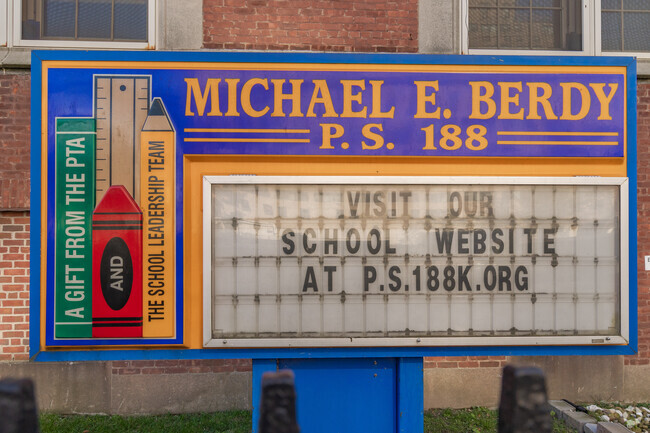 MICHAEL E. BERDY
P.S. 188
A GIFT FROM THE PTA
AND
THE SCHOOL LEADERSHIP TEAM
VISIT OUR
SCHOOL WEBSITE
AT P.S.188K.ORG